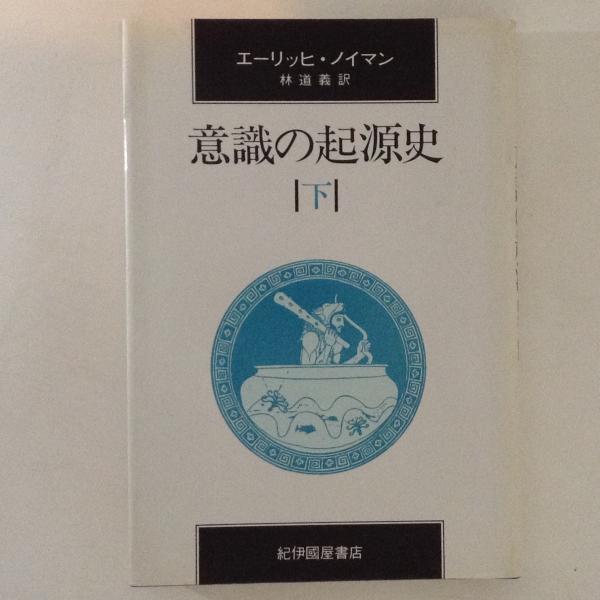 エーリッヒ・ノイマン
林道義訳
意識の起源史
下
紀伊國屋書店